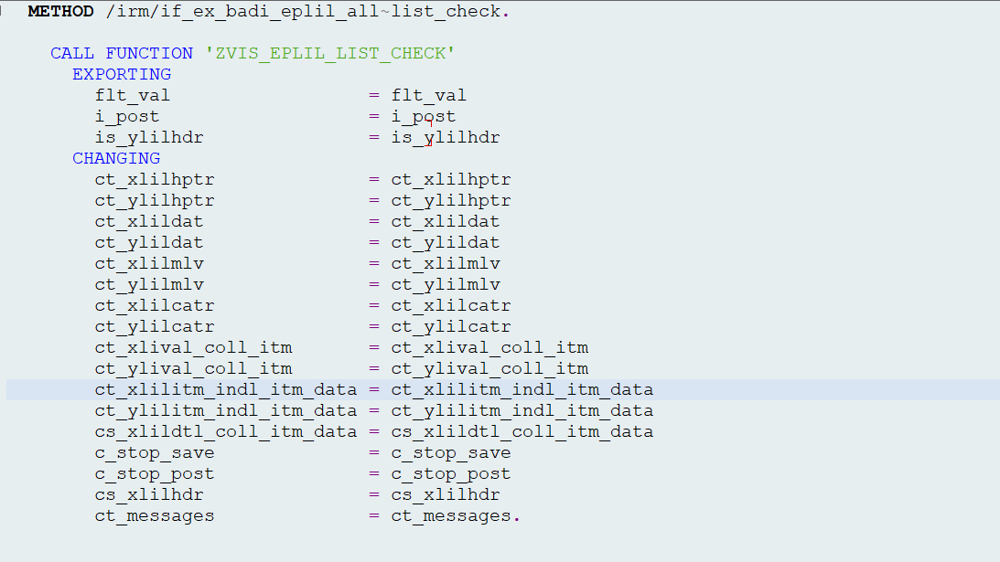 METHOD /irm/if_ex_badi_eplil_all~list_check.
CALL FUNCTION 'ZVIS_EPLIL_LIST_CHECK'
EXPORTING
flt_val = flt_val
i_post = i_post
is_ylilhdr = is_ylilhdr
CHANGING
ct_xlilhptr = ct_xlilhptr
ct_ylilhptr = ct_ylilhptr
ct_xlildat = ct_xlildat
ct_ylildat = ct_ylildat
ct_xlilmlv = ct_xlilmlv
ct_ylilmlv = ct_ylilmlv
ct_xlilcatr = ct_xlilcatr
ct_ylilcatr = ct_ylilcatr
ct_xlival_coll_itm = ct_xlival_coll_itm
ct_ylival_coll_itm = ct_ylival_coll_itm
ct_xlilitm_indl_itm_data = ct_xlilitm_indl_itm_data
ct_ylilitm_indl_itm_data = ct_ylilitm_indl_itm_data
cs_xlildtl_coll_itm_data = cs_xlildtl_coll_itm_data
c_stop_save = c_stop_save
c_stop_post = c_stop_post
cs_xlilhdr = cs_xlilhdr
ct_messages = ct_messages.